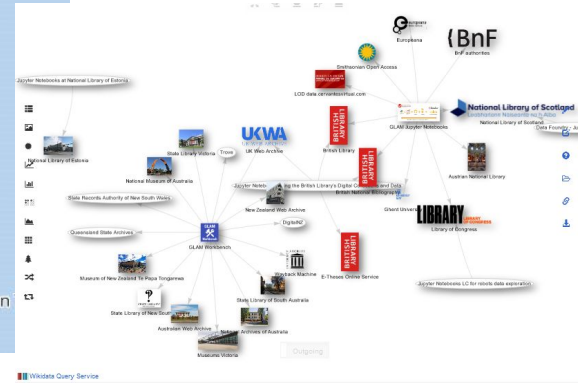 europeana
Europeana
BnF
BnF authorities
Smithsonian Open Access
Jupyter Notebooks at National Library of Estonia
LOD data.cervantesvirtual.com
National Library of Scotland
National Library of Scotland
GLAM Jupyter Notebooks
UKWA
UK Web Archive
LIBRARY
BRITISH
British Library
State Library Victoria
Trove
National Library of Estonia
LIBRARY
BRITISH
Austrian National Library
National Museum of Australia
British National Bibliography
State Records Authority of New South Wales
New Zealand Web Archive
LIBRARY
Library of Congress
DigitalNZ
Queensland State Archives
GLAM Workbench
LIBRARY
BRITISH
E-Theses Online Service
Wayback Machine
Museum of New Zealand Te Papa Tongarewa
Jupyter Notebooks LC for robots data exploration
State Library of South Australia
State Library of New South
Australian Web Archive
National Archives of Australia
Museums Victoria
Outgoing
Wikidata Query Service